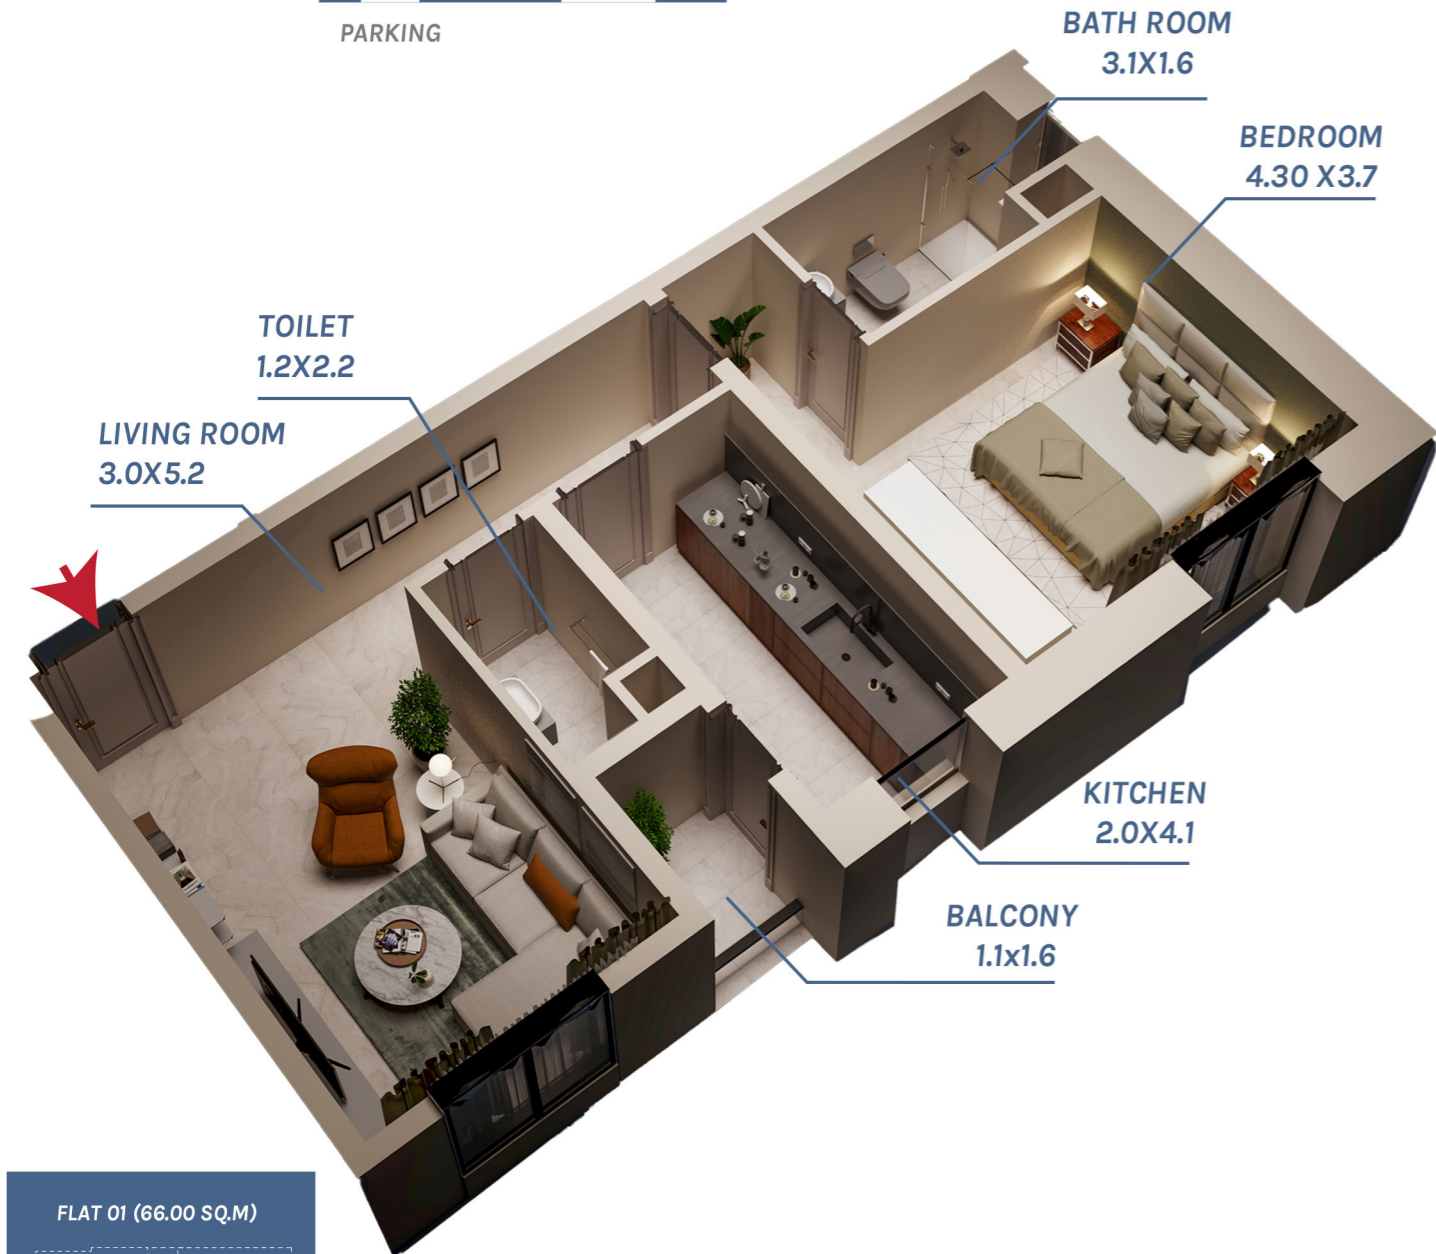 PARKING
BATH ROOM
3.1X1.6
BEDROOM
4.30 X3.7
TOILET
1.2X2.2
LIVING ROOM
3.0X5.2
KITCHEN
2.0X4.1
BALCONY
1.1x1.6
FLAT 01 (66.00 SQ.M)